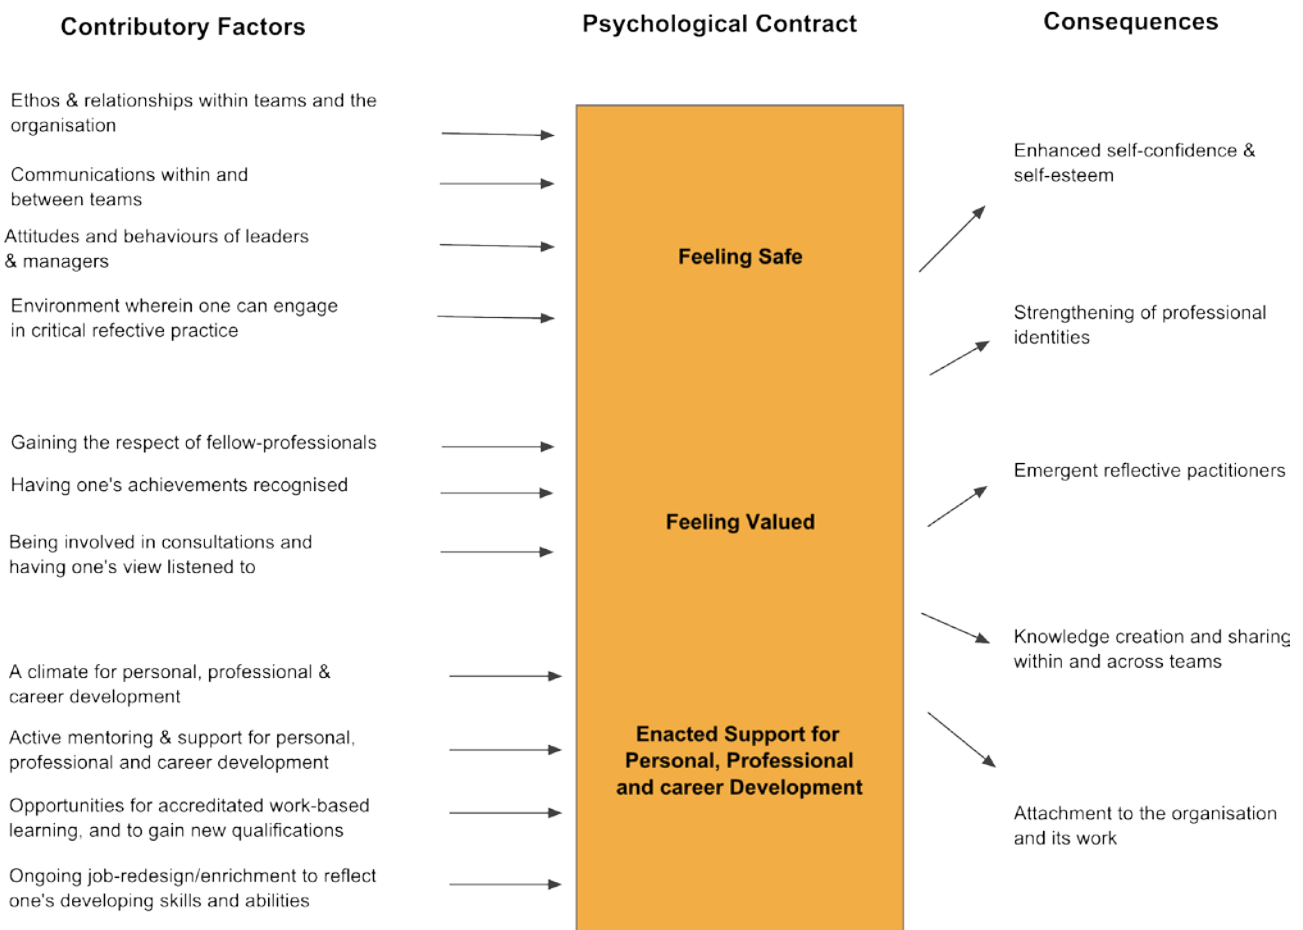 Contributory Factors
Psychological Contract
Consequences
Ethos & relationships within teams and the
organisation
Communications within and
between teams
Attitudes and behaviours of leaders
& managers
Environment wherein one can engage
in critical refective practice
Gaining the respect of fellow-professionals
Having one's achievements recognised
Being involved in consultations and
having one's view listened to
A climate for personal, professional &
career development
Active mentoring & support for personal,
professional and career development
Opportunities for accreditated work-based
learning, and to gain new qualifications
Ongoing job-redesign/enrichment to reflect
one's developing skills and abilities
Feeling Safe
Feeling Valued
Enacted Support for
Personal, Professional
and career Development
Enhanced self-confidence &
self-esteem
Strengthening of professional
identities
Emergent reflective pactitioners
Knowledge creation and sharing
within and across teams
Attachment to the organisation
and its work